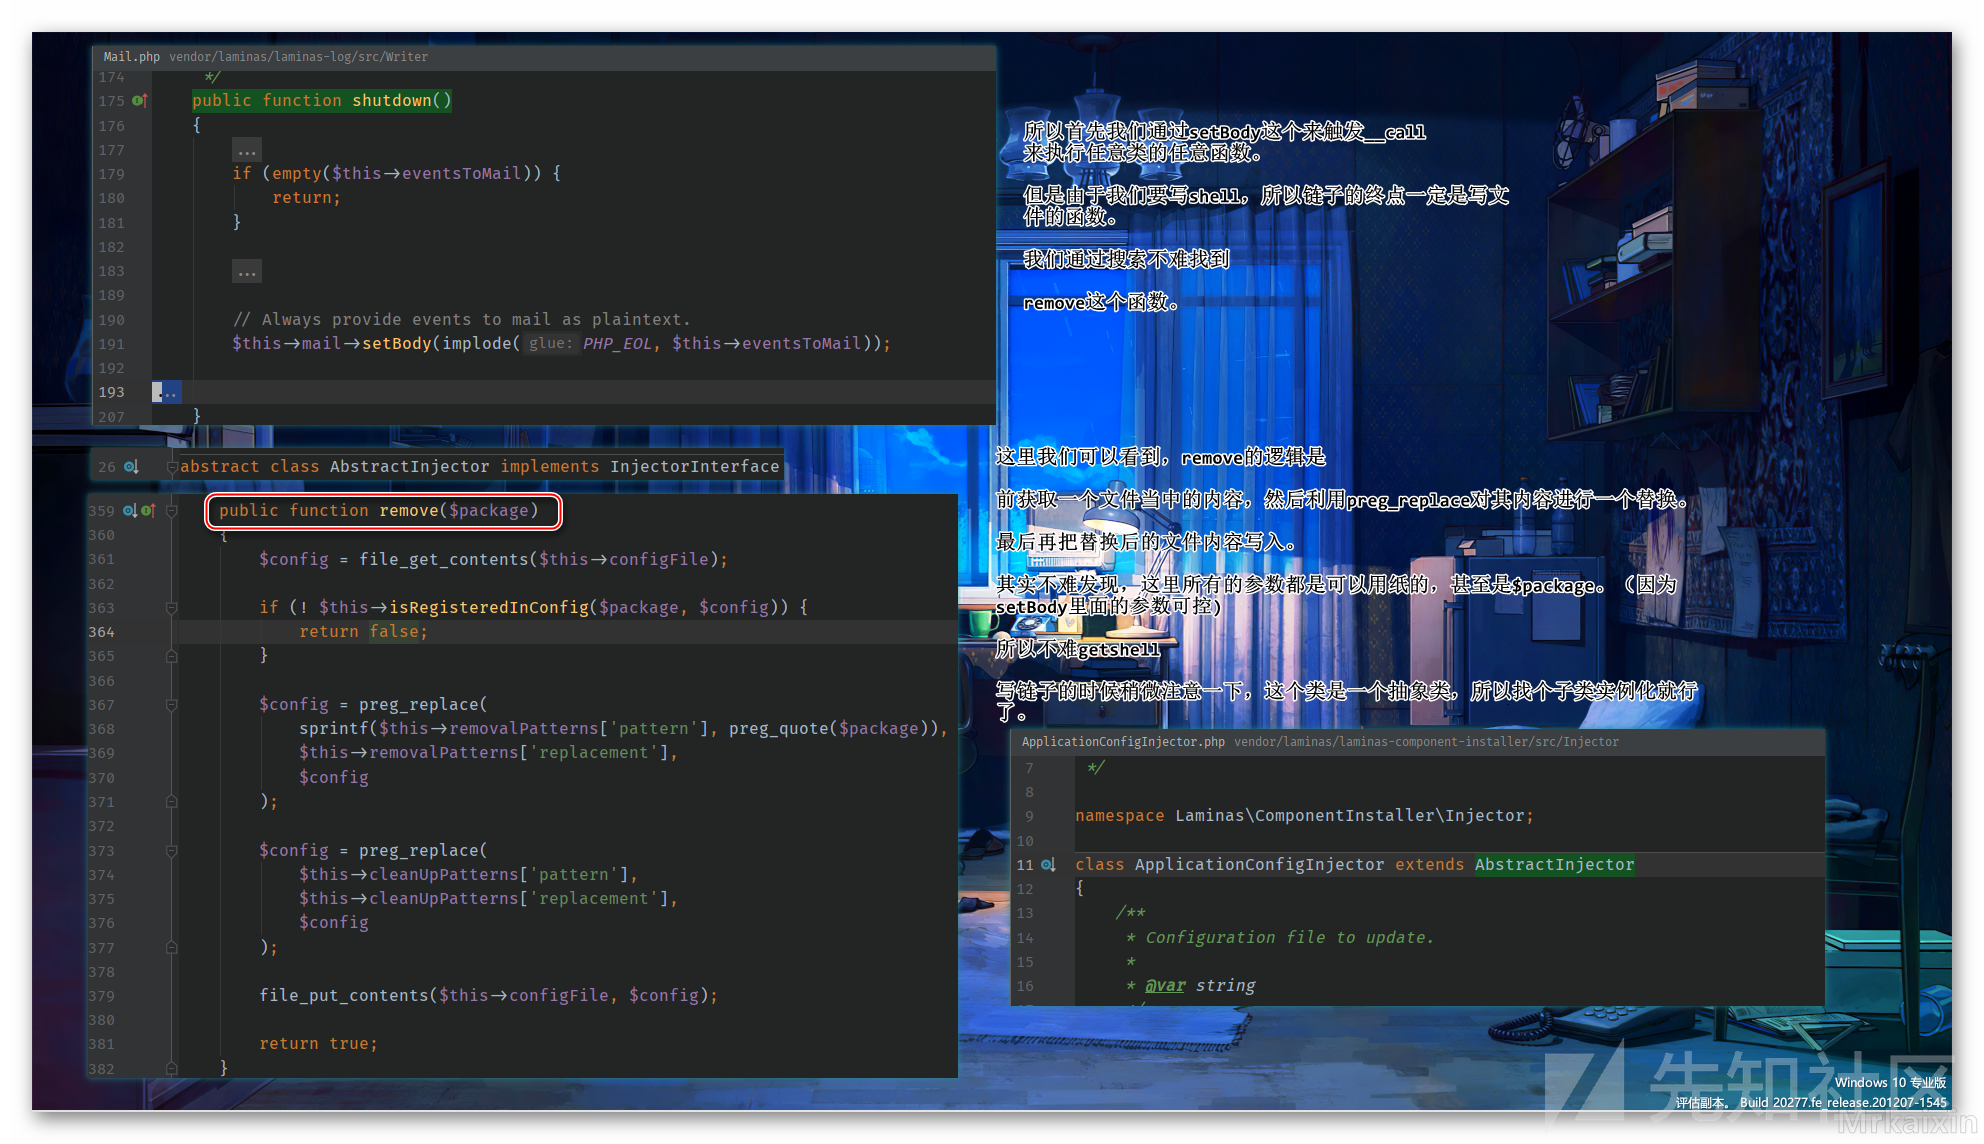 Mail.php vendor/laminas/laminas-log/src/Writer
174 */
175 public function shutdown()
176 {
177 ...
179 if (empty($this->eventsToMail)) {
180 return;
181 }
182
183 ...
189
190 // Always provide events to mail as plaintext.
191 $this->mail->setBody(implode( glue: PHP_EOL, $this->eventsToMail));
192
193 ...
207 }
所以首先我们通过setBody这个来触发__call
来执行任意类的任意函数。
但是由于我们要写shell，所以链子的终点一定是写文
件的函数。
我们通过搜索不难找到
remove这个函数。
26 abstract class AbstractInjector implements InjectorInterface
359 public function remove($package)
360 {
361 $config = file_get_contents($this->configFile);
362
363 if (! $this->isRegisteredInConfig($package, $config)) {
364 return false;
365 }
366
367 $config = preg_replace(
368 sprintf($this->removalPatterns['pattern'], preg_quote($package)),
369 $this->removalPatterns['replacement'],
370 $config
371 );
372
373 $config = preg_replace(
374 $this->cleanUpPatterns['pattern'],
375 $this->cleanUpPatterns['replacement'],
376 $config
377 );
378
379 file_put_contents($this->configFile, $config);
380
381 return true;
382 }
这里我们可以看到，remove的逻辑是
前获取一个文件当中的内容，然后利用preg_replace对其内容进行一个替换。
最后再把替换后的文件内容写入。
其实不难发现，这里所有的参数都是可以用纸的，甚至是$package。（因为
setBody里面的参数可控)
所以不难getshell
写链子的时候稍微注意一下，这个类是一个抽象类，所以找个子类实例化就行
了。
ApplicationConfigInjector.php vendor/laminas/laminas-component-installer/src/Injector
7 */
8
9 namespace Laminas\ComponentInstaller\Injector;
10
11 class ApplicationConfigInjector extends AbstractInjector
12 {
13 /**
14 * Configuration file to update.
15 *
16 * @var string
先知社区
Windows 10 专业版
评估副本。 Build 20277.fe_release.201207-1545
Mrkaixin